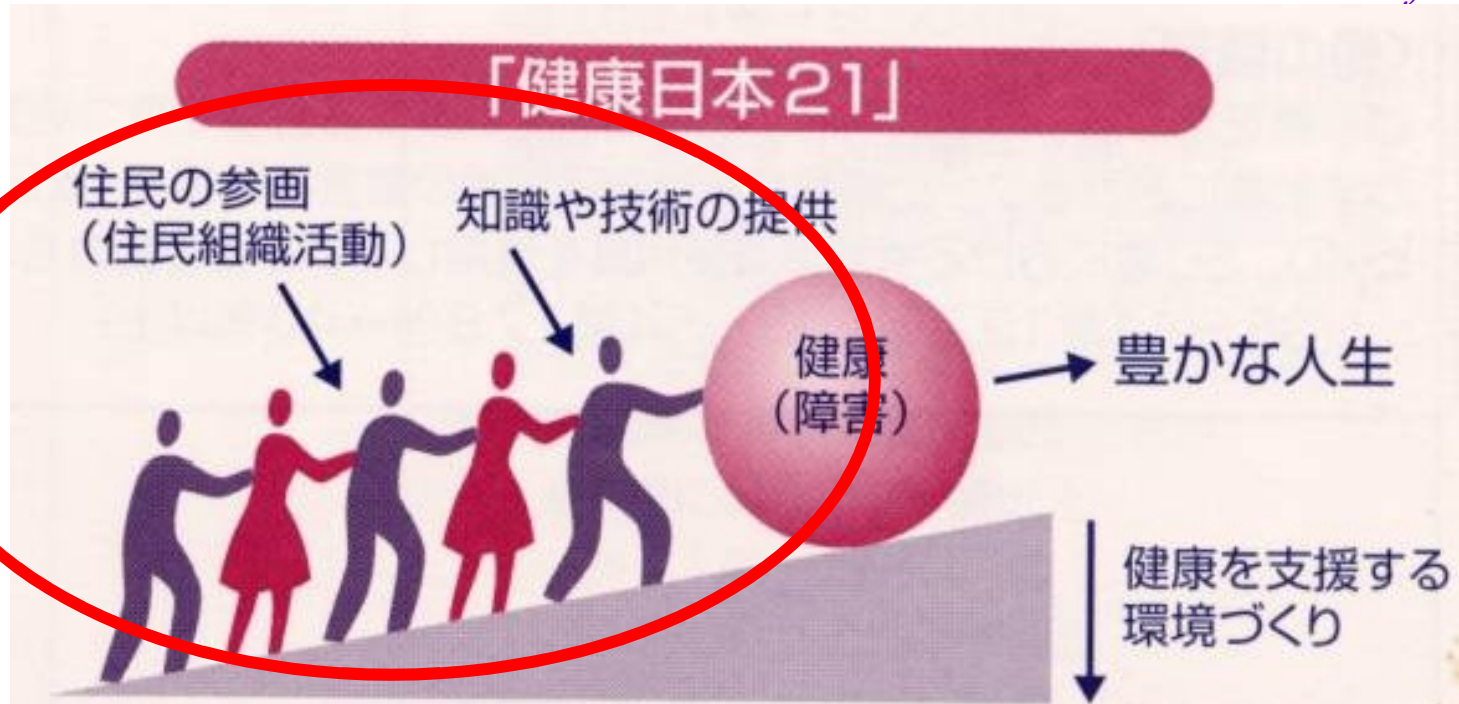 「健康日本21」
住民の参画
（住民組織活動）
知識や技術の提供
健康
（障害）
豊かな人生
健康を支援する
環境づくり